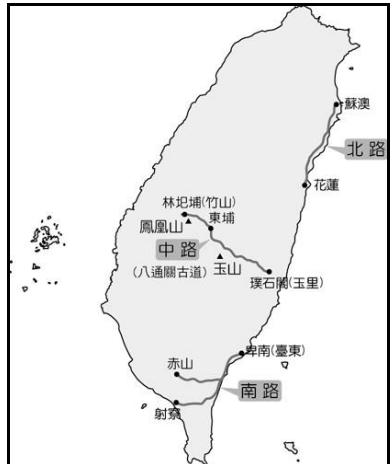 蘇澳
北路
花蓮
林圯埔(竹山)
東埔
鳳凰山
中路
(八通關古道)
玉山
璞石閣(玉里)
卑南(臺東)
赤山
南路
射寮